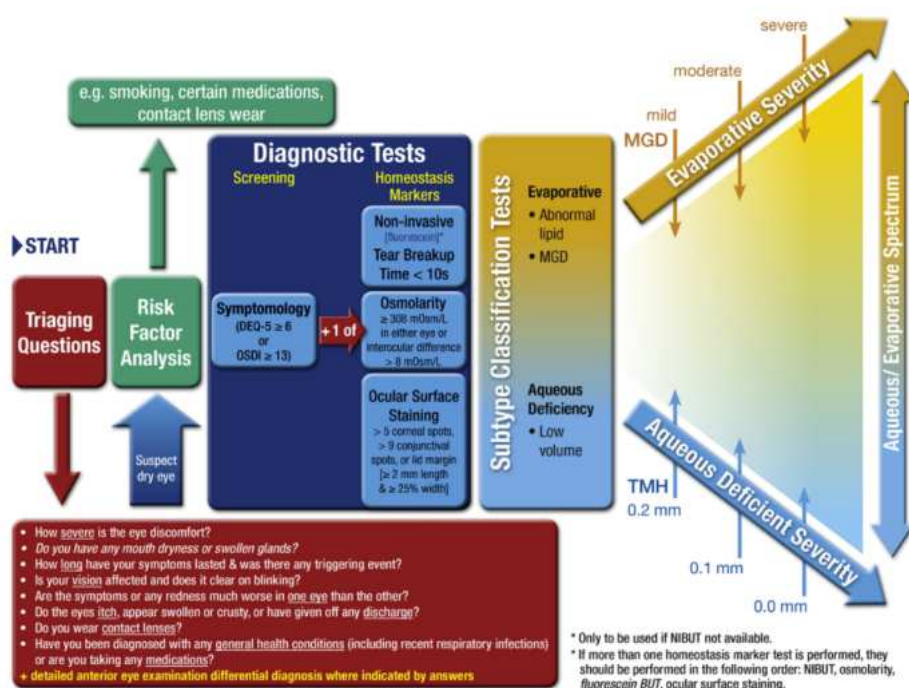 e.g. smoking, certain medications,
contact lens wear
START
Triaging
Questions
Risk
Factor
Analysis
Suspect
dry eye
Diagnostic Tests
Screening
Homeostasis
Markers
Symptomology
(DEQ-5 ≥ 6
or
OSDI ≥ 13)
+1 of
Non-invasive
[fluorescein]*
Tear Breakup
Time < 10s
Osmolarity
≥ 308 mOsm/L
in either eye or
interocular difference
> 8 mOsm/L
Ocular Surface
Staining
> 5 corneal spots,
> 9 conjunctival
spots, or lid margin
[≥ 2 mm length
& ≥ 25% width]
Subtype Classification Tests
Evaporative
• Abnormal
lipid
• MGD
Aqueous
Deficiency
• Low
volume
severe
moderate
mild
MGD
Evaporative Severity
Aqueous/ Evaporative Spectrum
Aqueous Deficient Severity
TMH
0.2 mm
0.1 mm
0.0 mm
• How severe is the eye discomfort?
• Do you have any mouth dryness or swollen glands?
• How long have your symptoms lasted & was there any triggering event?
• Is your vision affected and does it clear on blinking?
• Are the symptoms or any redness much worse in one eye than the other?
• Do the eyes itch, appear swollen or crusty, or have given off any discharge?
• Do you wear contact lenses?
• Have you been diagnosed with any general health conditions (including recent respiratory infections)
or are you taking any medications?
+ detailed anterior eye examination differential diagnosis where indicated by answers
* Only to be used if NIBUT not available.
* If more than one homeostasis marker test is performed, they
should be performed in the following order: NIBUT, osmolarity,
fluorescein BUT, ocular surface staining.